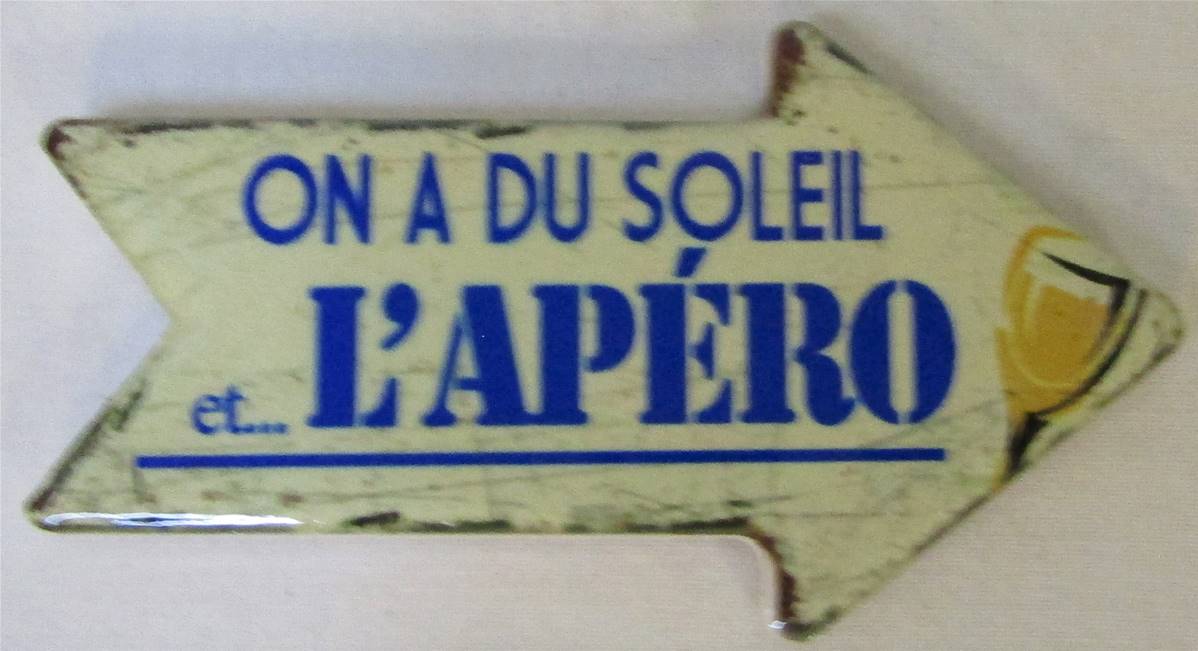 ON A DU SOLEIL
et... L'APÉRO